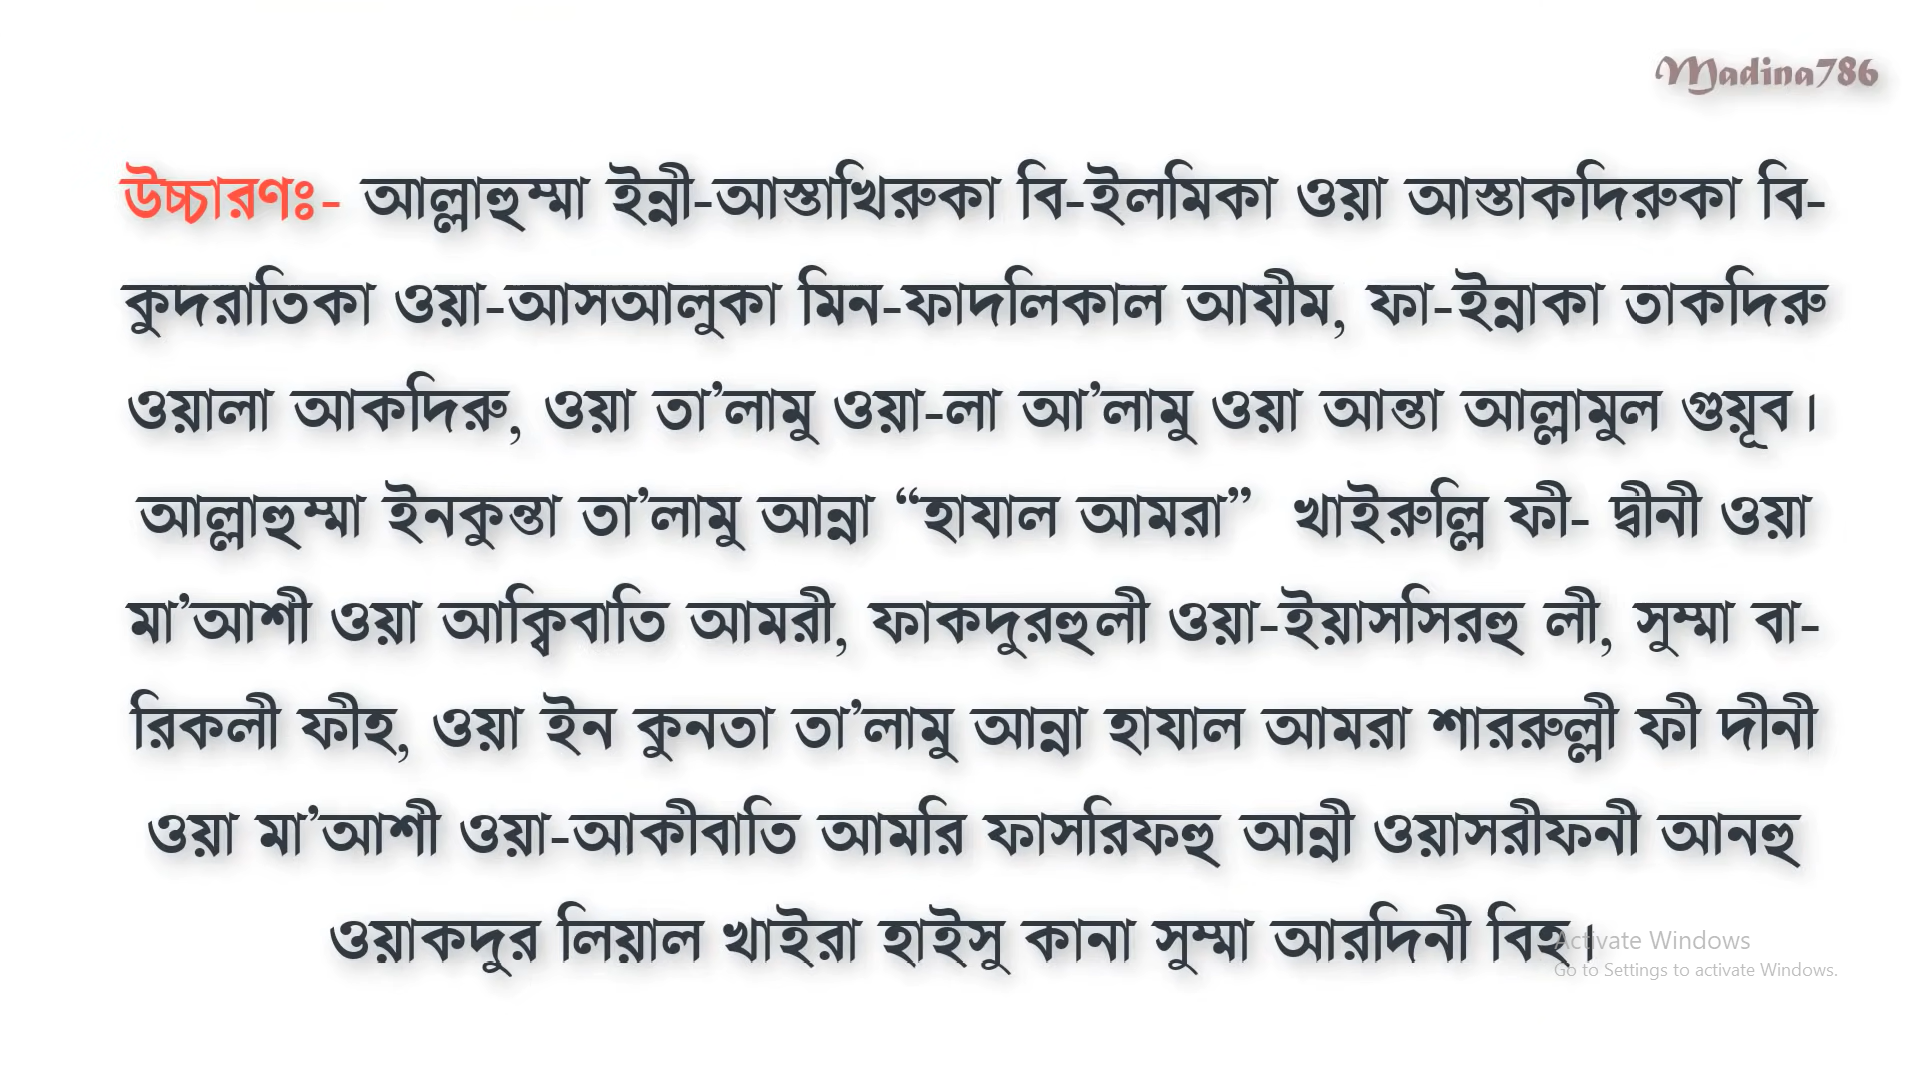 Madina786
উচ্চারণঃ- আল্লাহুম্মা ইন্নী-আস্তাখিরুকা বি-ইলমিকা ওয়া আস্তাকদিরুকা বি-
কুদরাতিকা ওয়া-আসআলুকা মিন-ফাদলিকাল আযীম, ফা-ইন্নাকা তাকদিরু
ওয়ালা আকদিরু, ওয়া তা’লামু ওয়া-লা আ’লামু ওয়া আন্তা আল্লামুল গুয়ূব।
আল্লাহুম্মা ইনকুন্তা তা’লামু আন্না “হাযাল আমরা” খাইরুল্লি ফী- দ্বীনী ওয়া
মা’আশী ওয়া আক্বিবাতি আমরী, ফাকদুরহুলী ওয়া-ইয়াসসিরহু লী, সুম্মা বা-
রিকলী ফীহ, ওয়া ইন কুনতা তা’লামু আন্না হাযাল আমরা শাররুল্লী ফী দীনী
ওয়া মা’আশী ওয়া-আকীবাতি আমরি ফাসরিফহু আন্নী ওয়াসরীফনী আনহু
ওয়াকদুর লিয়াল খাইরা হাইসু কানা সুম্মা আরদিনী বিহ।
Activate Windows
Go to Settings to activate Windows.